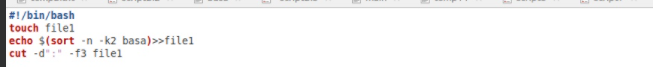 #!/bin/bash
touch file1
echo $(sort -n -k2 basa)>>file1
cut -d":" -f3 file1